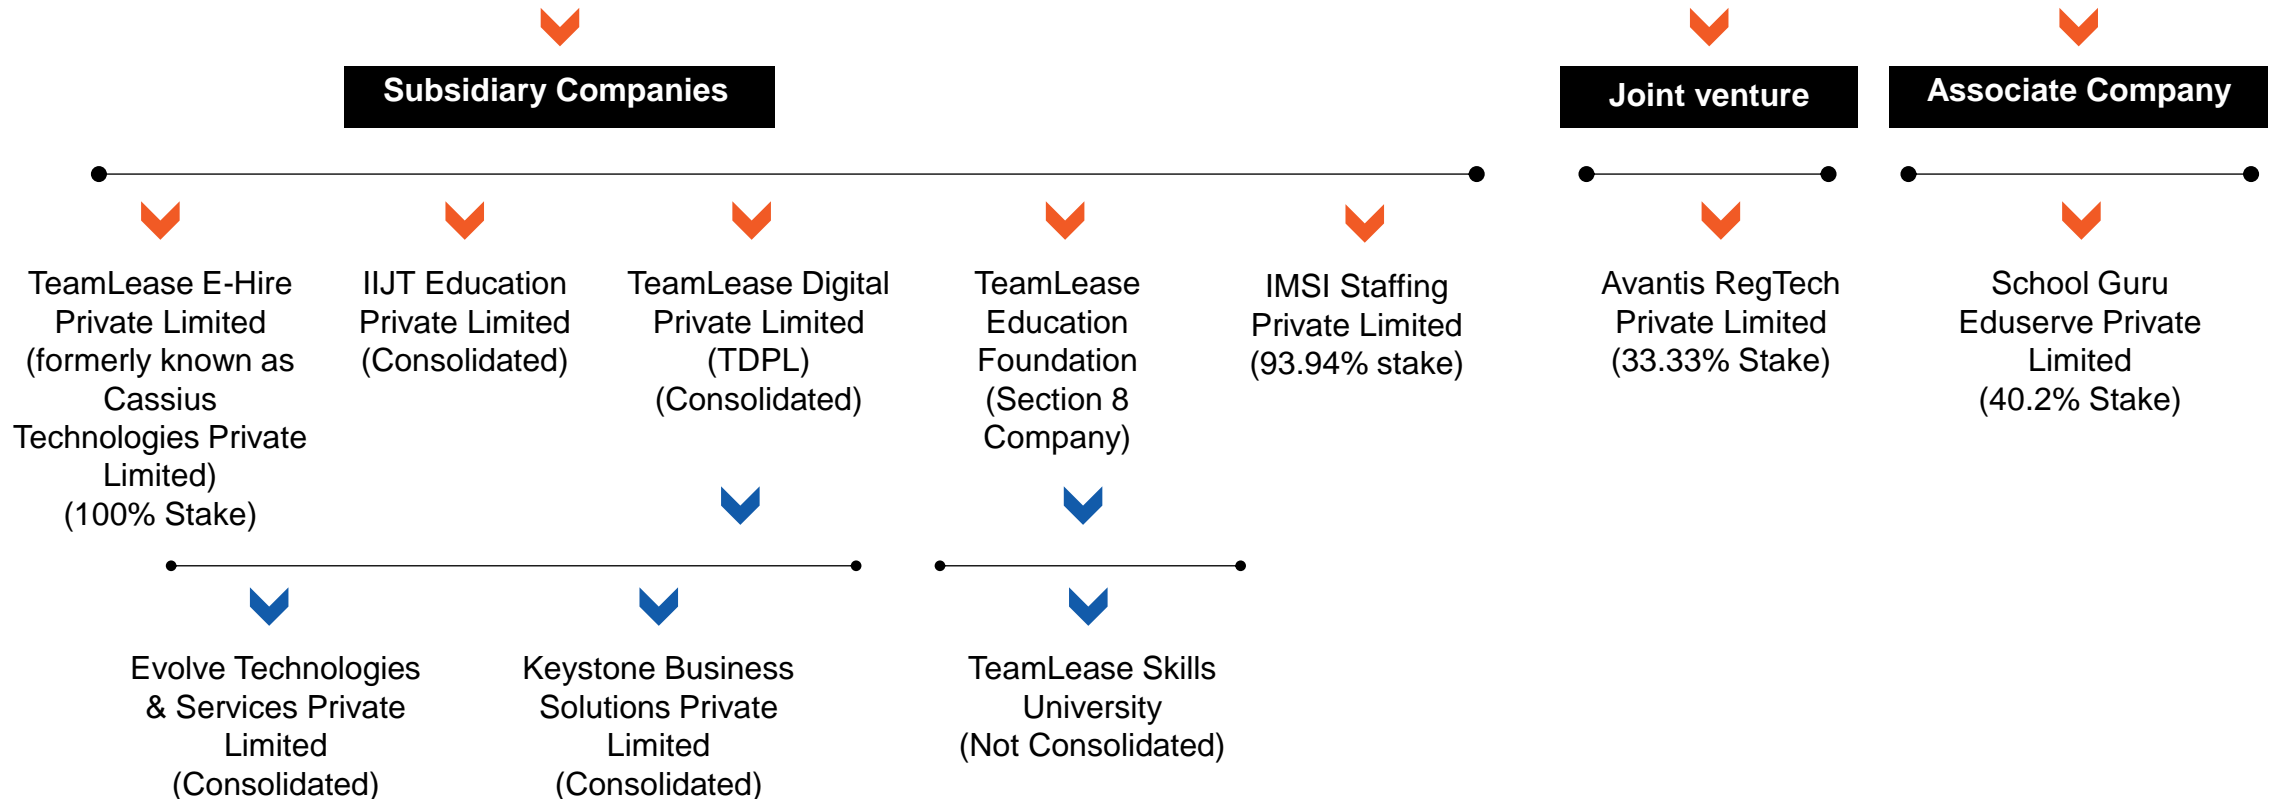 Subsidiary Companies
Joint venture
Associate Company
TeamLease E-Hire
Private Limited
(formerly known as
Cassius
Technologies Private
Limited)
(100% Stake)
IIJT Education
Private Limited
(Consolidated)
TeamLease Digital
Private Limited
(TDPL)
(Consolidated)
TeamLease
Education
Foundation
(Section 8
Company)
IMSI Staffing
Private Limited
(93.94% stake)
Avantis RegTech
Private Limited
(33.33% Stake)
School Guru
Eduserve Private
Limited
(40.2% Stake)
Evolve Technologies
& Services Private
Limited
(Consolidated)
Keystone Business
Solutions Private
Limited
(Consolidated)
TeamLease Skills
University
(Not Consolidated)